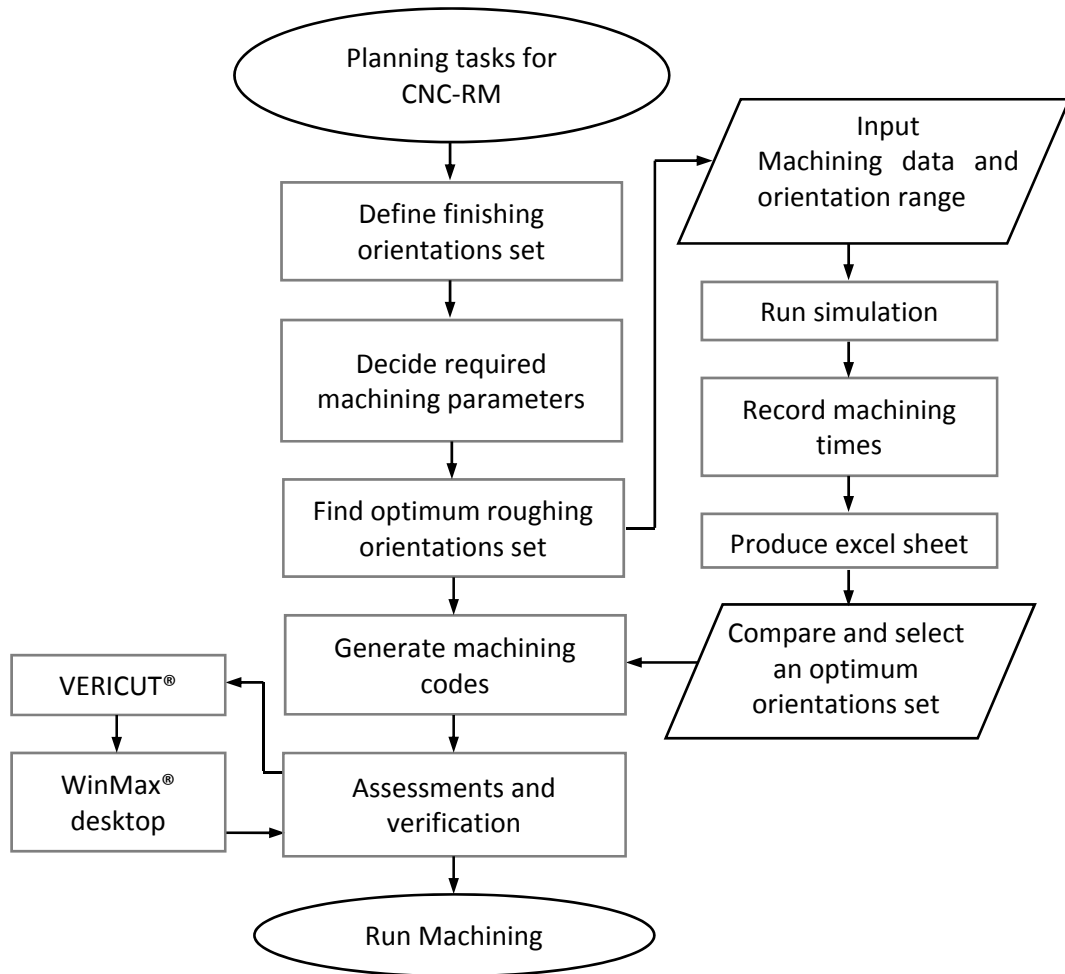 Planning tasks for
CNC-RM
Define finishing
orientations set
Decide required
machining parameters
Find optimum roughing
orientations set
Input
Machining data and
orientation range
Run simulation
Record machining
times
Produce excel sheet
Compare and select
an optimum
orientations set
Generate machining
codes
Assessments and
verification
VERICUT®
WinMax®
desktop
Run Machining